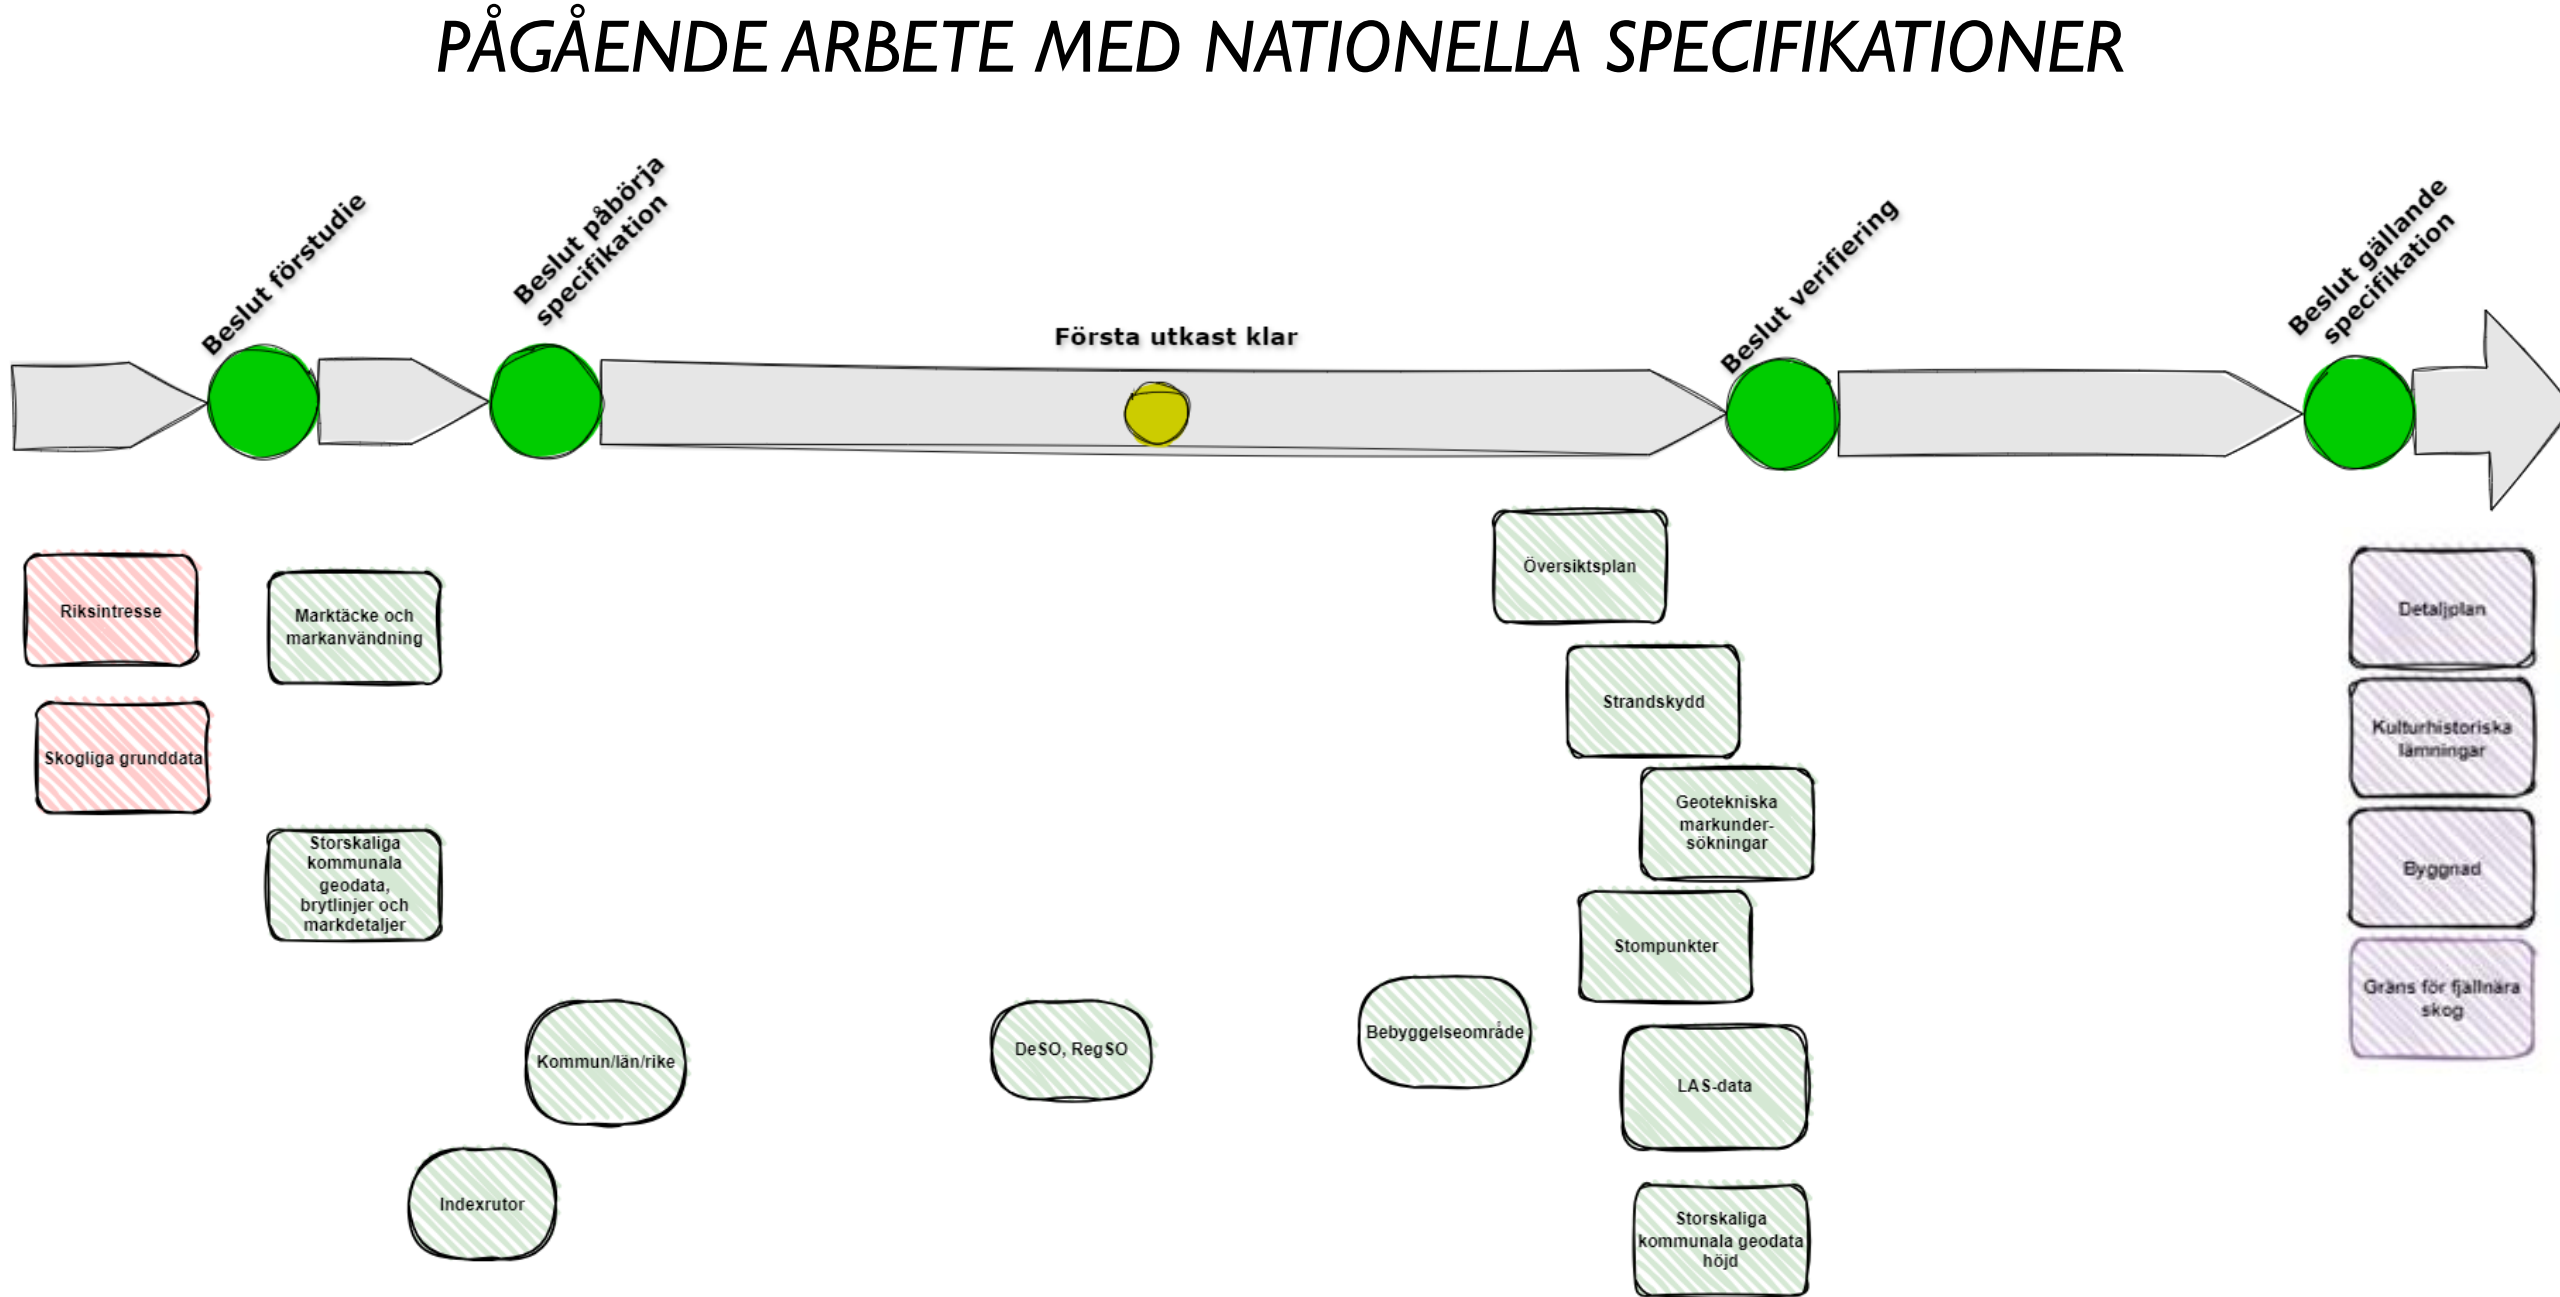 PÅGÅENDE ARBETE MED NATIONELLA SPECIFIKATIONER
Beslut förstudie
Beslut påbörja
specifikation
Första utkast klar
Beslut verifiering
Beslut gällande
specifikation
Riksintresse
Skogliga grunddata
Marktäcke och
markanvändning
Storskaliga
kommunala
geodata,
brytlinjer och
markdetaljer
Kommun/län/rike
Indexrutor
DeSO, RegSO
Bebyggelseområde
Översiktsplan
Strandskydd
Geotekniska
markunder-
sökningar
Stompunkter
LAS-data
Storskaliga
kommunala geodata
höjd
Detaljplan
Kulturhistoriska
lämningar
Byggnad
Gräns för fjällnära
skog